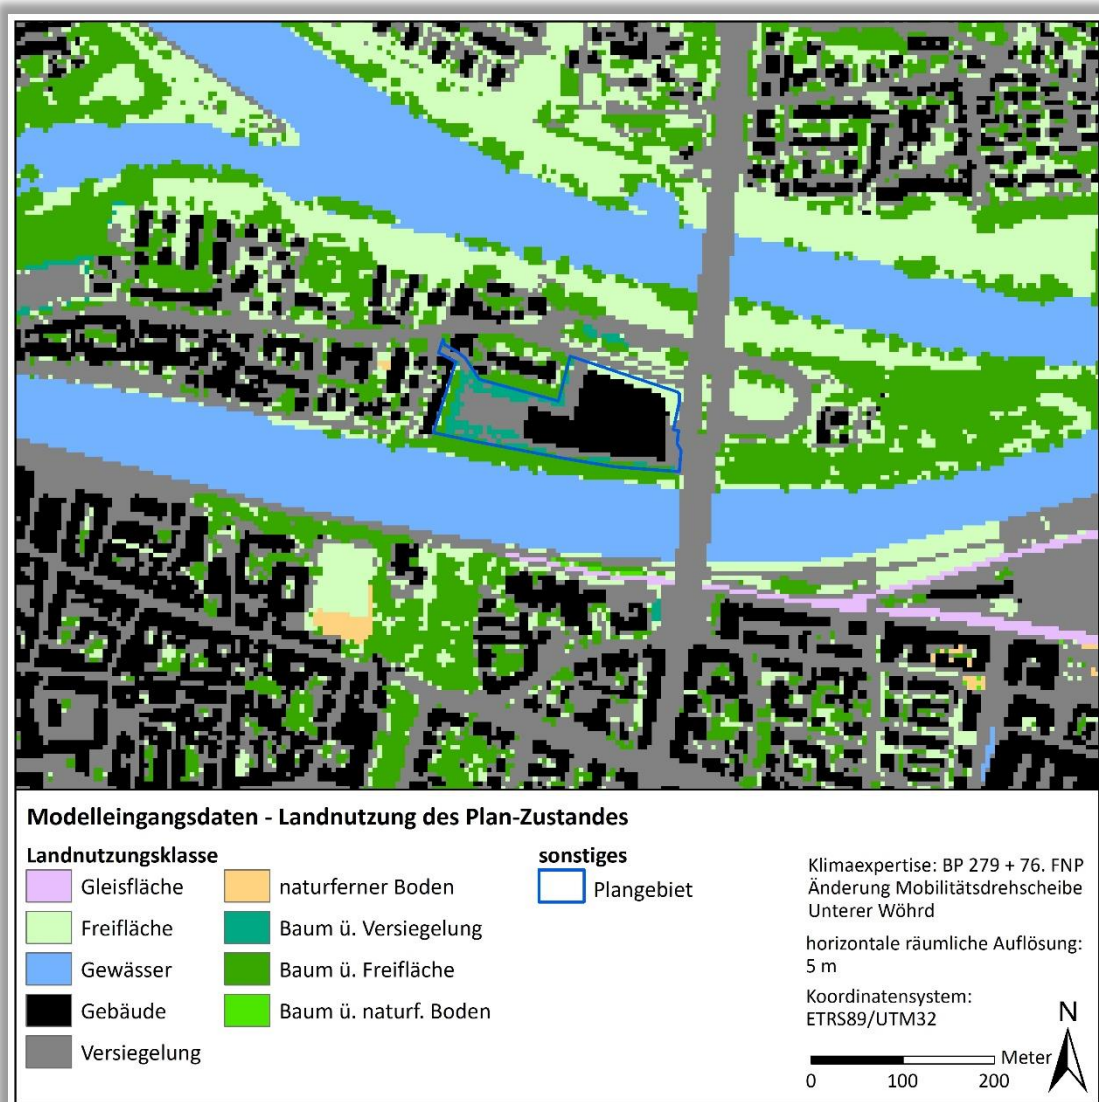 Modelleingangsdaten - Landnutzung des Plan-Zustandes
Landnutzungsklasse
Gleisfläche
Freifläche
Gewässer
Gebäude
Versiegelung
naturferner Boden
Baum ü. Versiegelung
Baum ü. Freifläche
Baum ü. naturf. Boden
sonstiges
Plangebiet
Klimaexpertise: BP 279 + 76. FNP
Änderung Mobilitätsdrehscheibe
Unterer Wöhrd
horizontale räumliche Auflösung:
5 m
Koordinatensystem:
ETRS89/UTM32
N
Meter
0 100 200